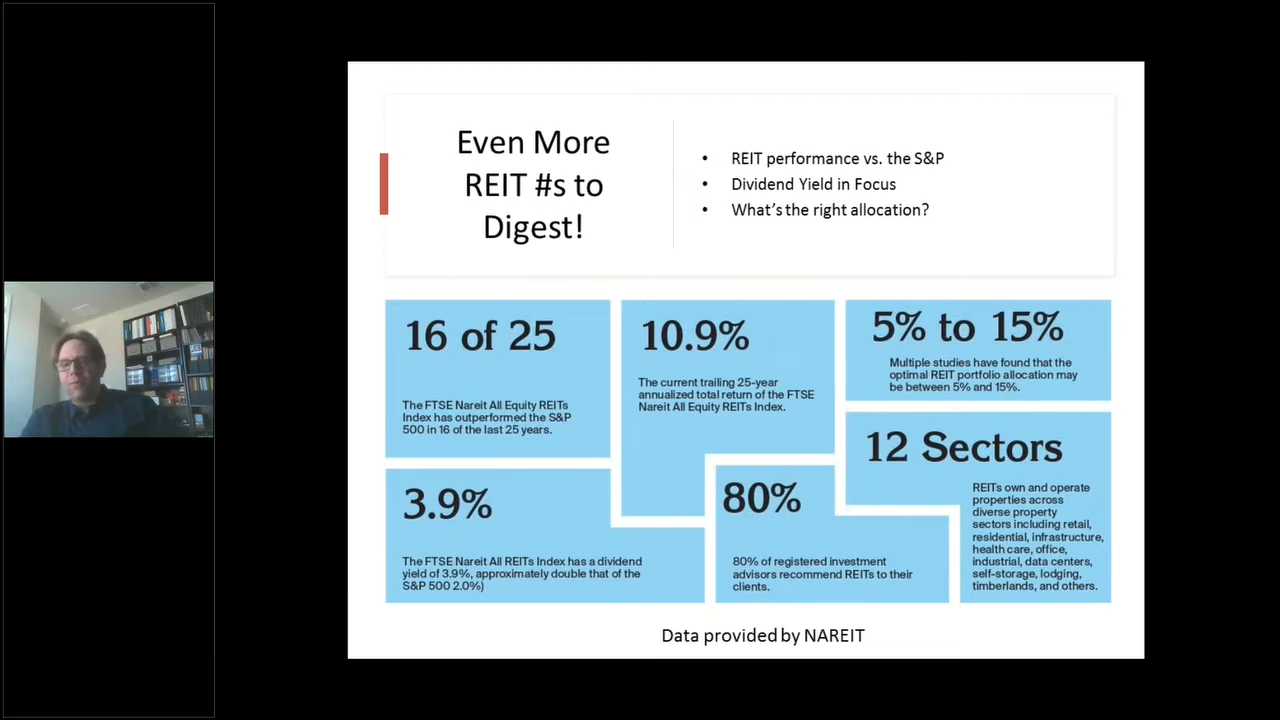 Even More
REIT #s to
Digest!
• REIT performance vs. the S&P
• Dividend Yield in Focus
• What's the right allocation?
16 of 25
The FTSE Nareit All Equity REITs
Index has outperformed the S&P
500 in 16 of the last 25 years.
10.9%
The current trailing 25-year
annualized total return of the FTSE
Nareit All Equity REITs Index.
5% to 15%
Multiple studies have found that the
optimal REIT portfolio allocation may
be between 5% and 15%.
12 Sectors
REITs own and operate
properties across
diverse property
sectors including retail,
residential, infrastructure,
health care, office,
industrial, data centers,
self-storage, lodging,
timberlands, and others.
3.9%
The FTSE Nareit All REITs Index has a dividend
yield of 3.9%, approximately double that of the
S&P 500 2.0%)
80%
80% of registered investment
advisors recommend REITs to their
clients.
Data provided by NAREIT